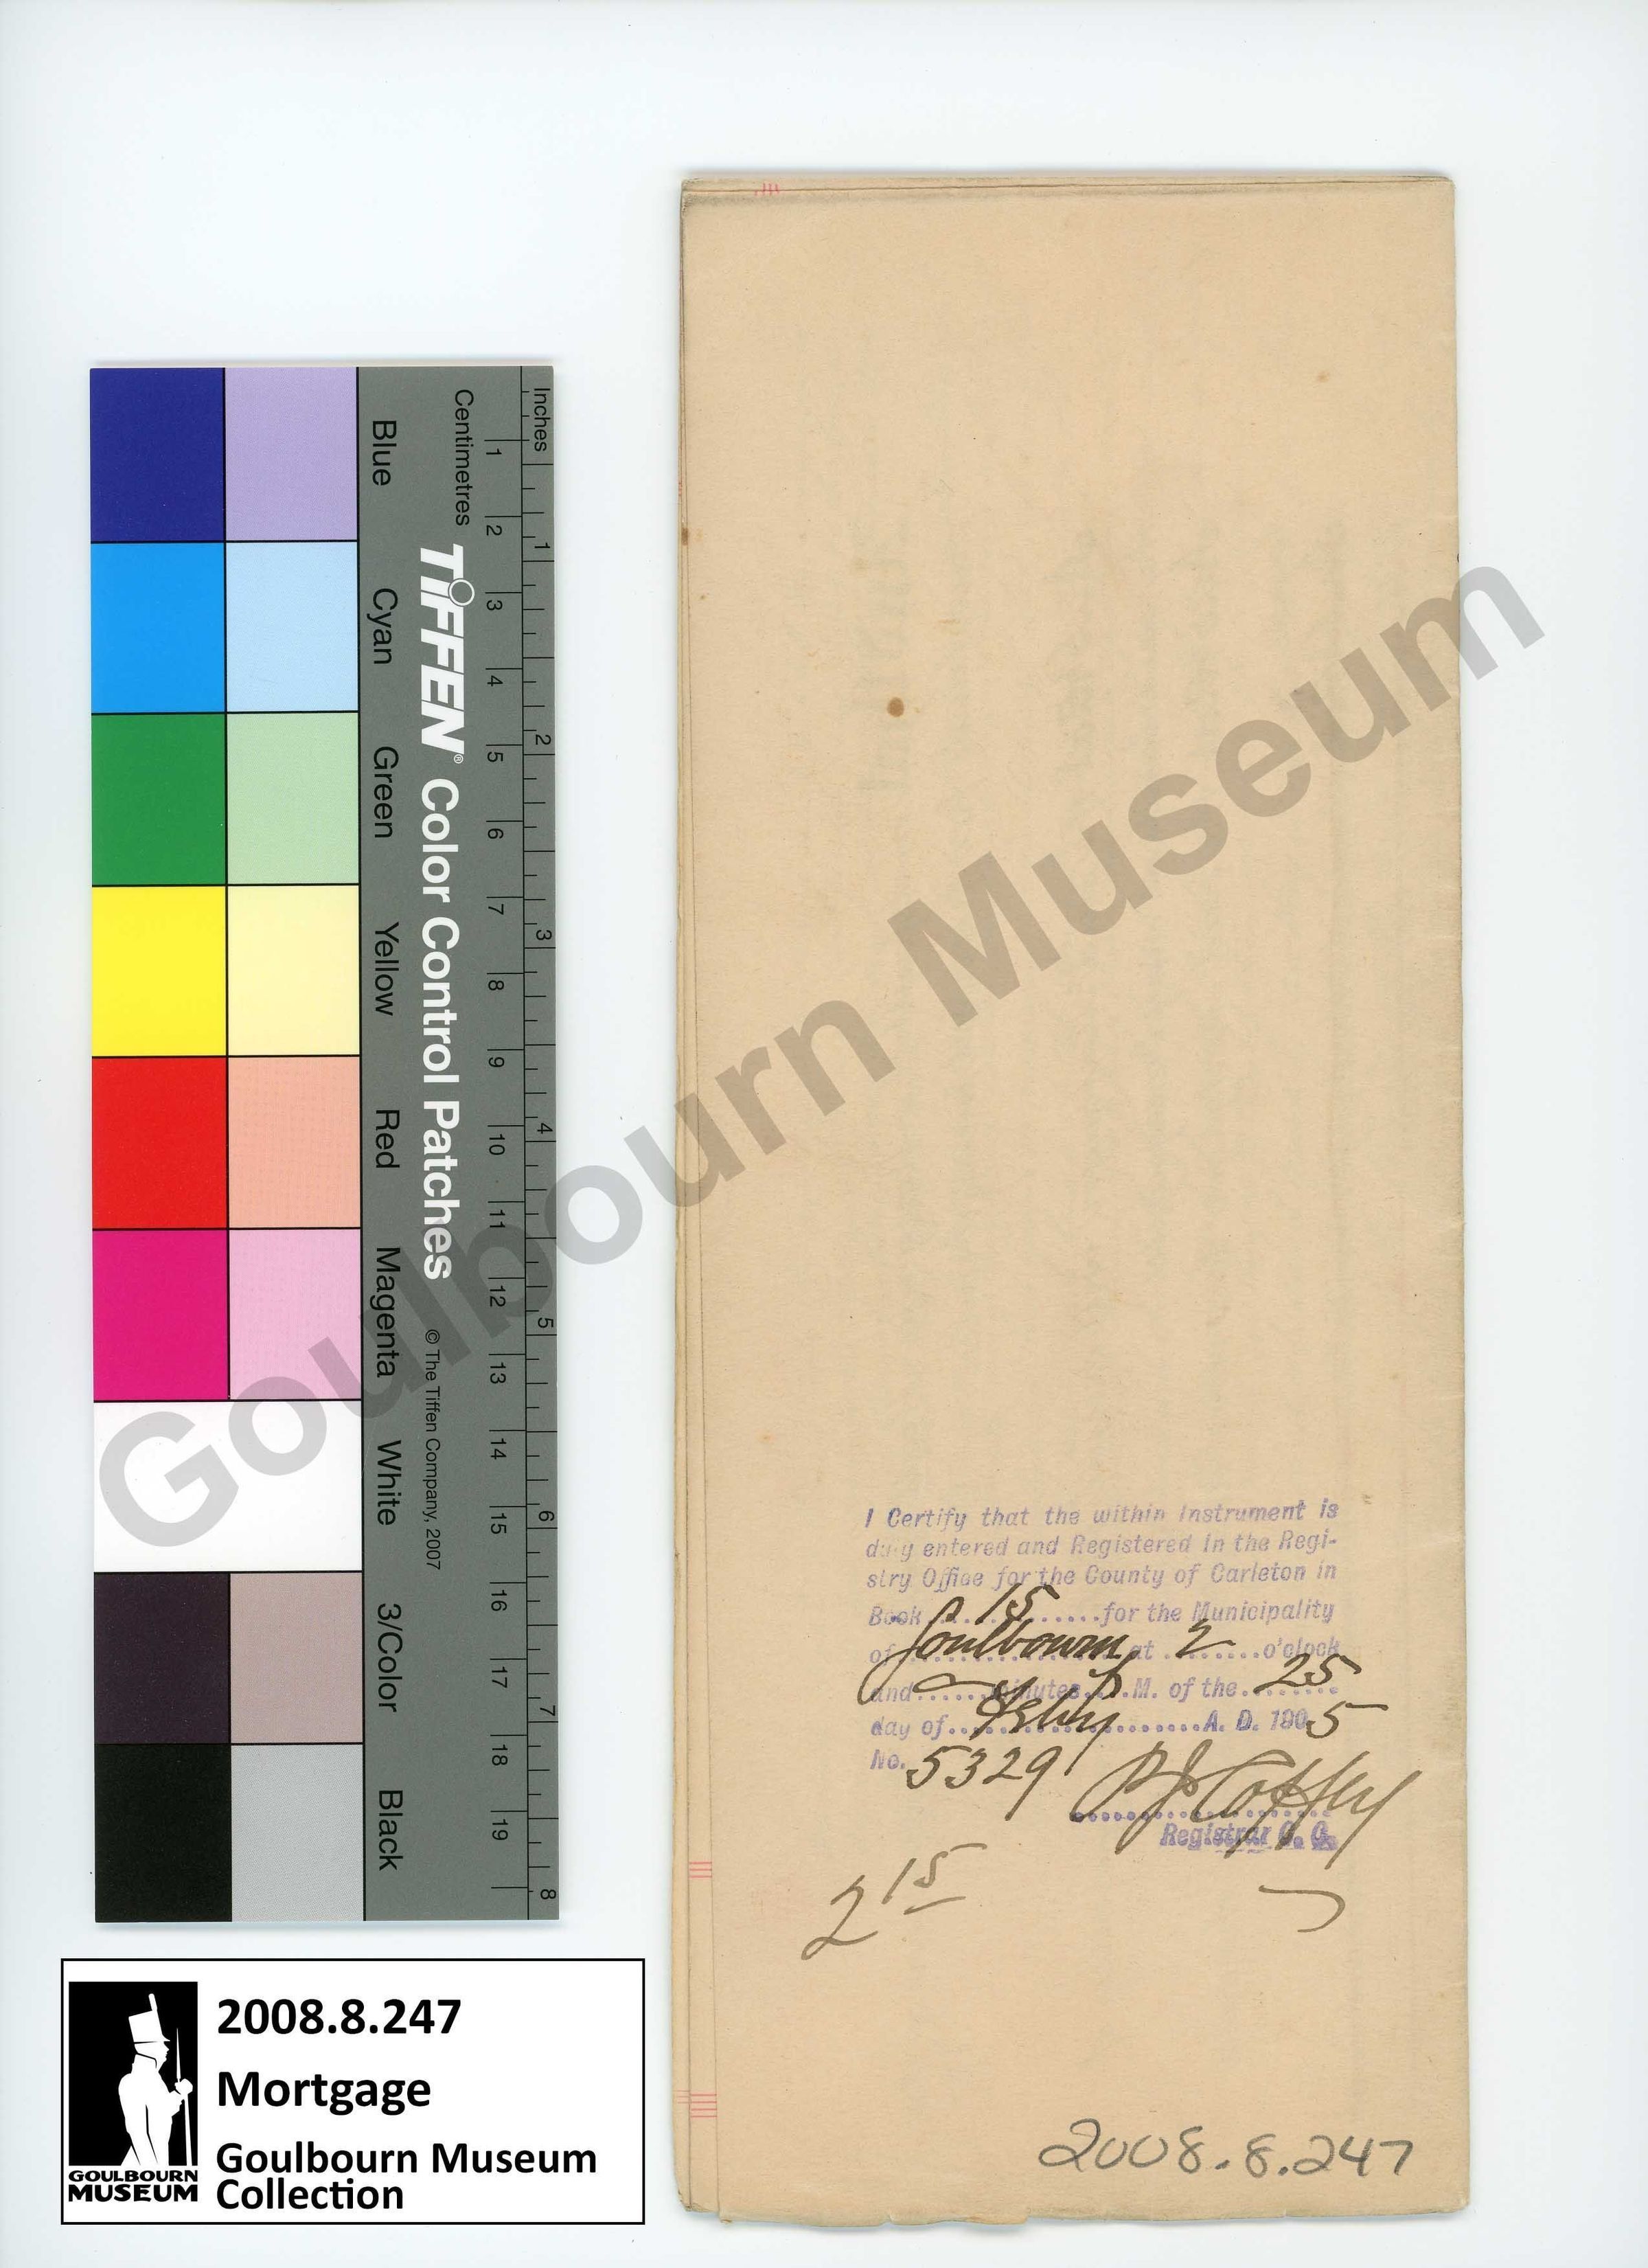 Inches
Centimetres
1 2 3 4 5 6 7 8 9 10 11 12 13 14 15 16 17 18 19
1 2 3 4 5 6 7 8
TIFFEN® Color Control Patches © The Tiffen Company, 2007
Blue Cyan Green Yellow Red Magenta White 3/Color Black
Goulbourn Museum
I Certify that the within Instrument is
duly entered and Registered in the Regi-
stry Office for the County of Carleton in
Book 15 for the Municipality
of Goulbourn at 2 o'clock
and minutes P M. of the 25
day of Feby A. D. 1905
No. 5329
P J Coffey
Registrar C. C.
2 15
2008.8.247
2008.8.247
Mortgage
Goulbourn Museum
Collection
GOULBOURN
MUSEUM